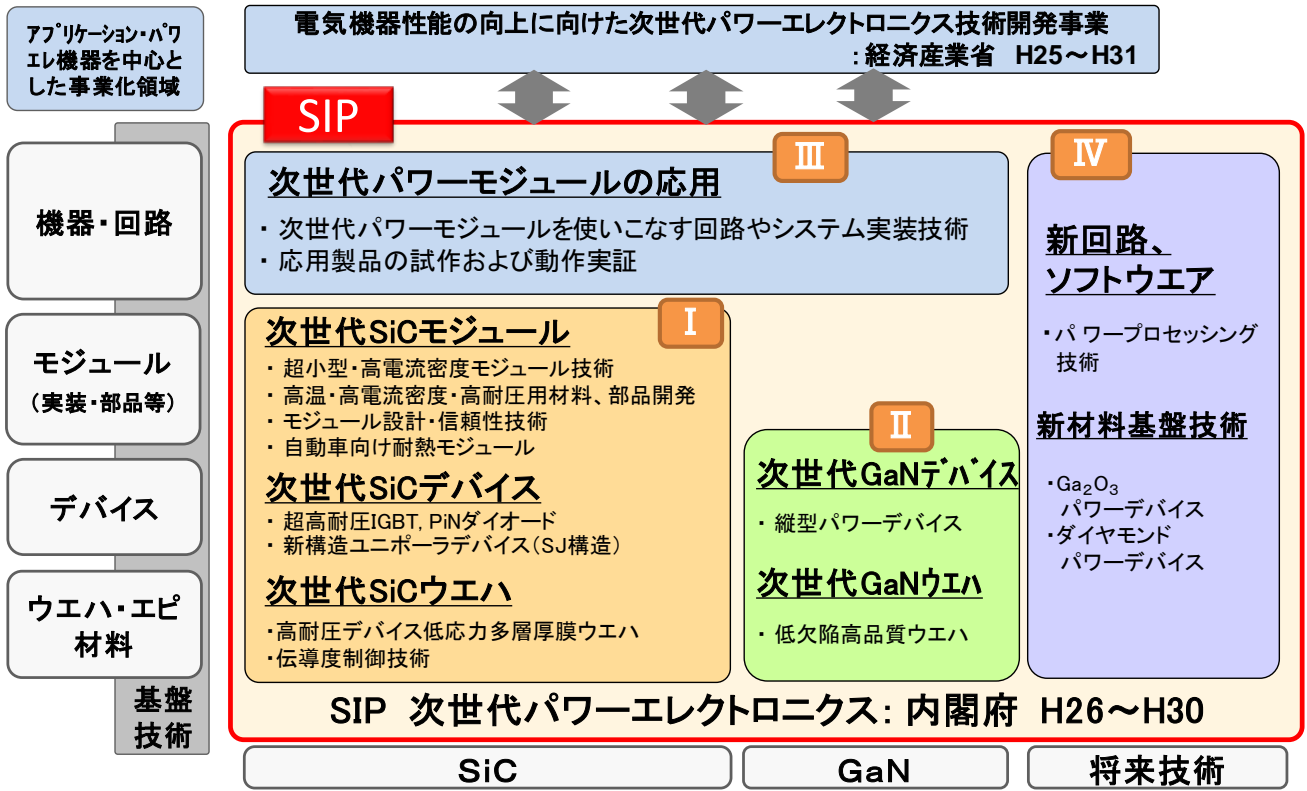 アプリケーション・パワ
エレ機器を中心と
した事業化領域
電気機器性能の向上に向けた次世代パワーエレクトロニクス技術開発事業
：経済産業省 H25～H31
SIP
機器・回路
モジュール
（実装・部品等）
デバイス
ウエハ・エピ
材料
基盤
技術
Ⅲ
次世代パワーモジュールの応用
・ 次世代パワーモジュールを使いこなす回路やシステム実装技術
・ 応用製品の試作および動作実証
Ⅰ
次世代SiCモジュール
・ 超小型・高電流密度モジュール技術
・ 高温・高電流密度・高耐圧用材料、部品開発
・ モジュール設計・信頼性技術
・ 自動車向け耐熱モジュール
次世代SiCデバイス
・ 超高耐圧IGBT, PiNダイオード
・ 新構造ユニポーラデバイス（SJ構造）
次世代SiCウエハ
・高耐圧デバイス低応力多層厚膜ウエハ
・伝導度制御技術
Ⅱ
次世代GaNデバイス
・ 縦型パワーデバイス
次世代GaNウエハ
・ 低欠陥高品質ウエハ
Ⅳ
新回路、
ソフトウエア
・パワープロセッシング
技術
新材料基盤技術
・Ga₂O₃
パワーデバイス
・ダイヤモンド
パワーデバイス
SIP 次世代パワーエレクトロニクス： 内閣府 H26～H30
SiC
GaN
将来技術